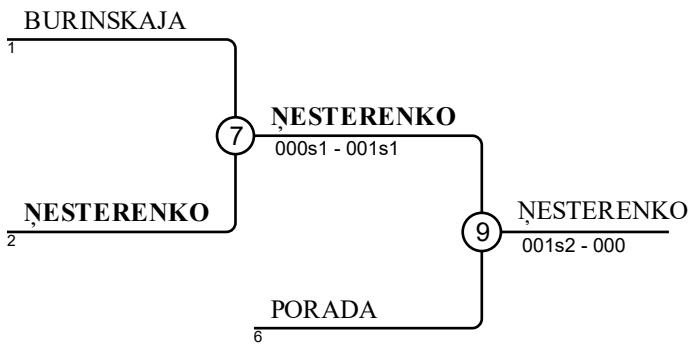 BURINSKAJA
1
7
ŅESTERENKO
000s1 - 001s1
ŅESTERENKO
2
9
ŅESTERENKO
001s2 - 000
PORADA
6